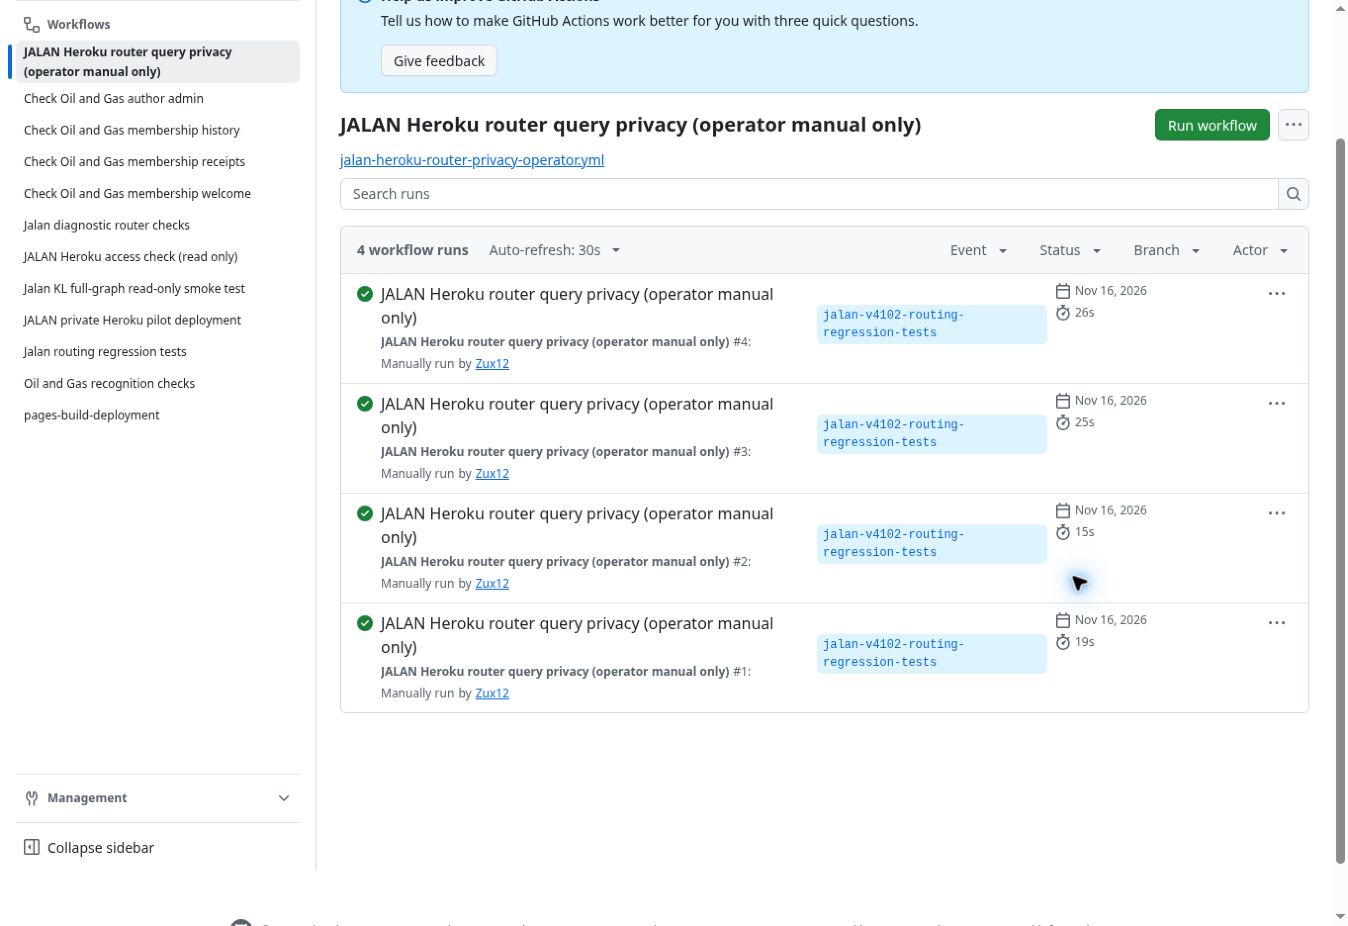 Workflows
JALAN Heroku router query privacy
(operator manual only)
Check Oil and Gas author admin
Check Oil and Gas membership history
Check Oil and Gas membership receipts
Check Oil and Gas membership welcome
Jalan diagnostic router checks
JALAN Heroku access check (read only)
Jalan KL full-graph read-only smoke test
JALAN private Heroku pilot deployment
Jalan routing regression tests
Oil and Gas recognition checks
pages-build-deployment
Management
Collapse sidebar
Tell us how to make GitHub Actions work better for you with three quick questions.
Give feedback
JALAN Heroku router query privacy (operator manual only)
Run workflow
jalan-heroku-router-privacy-operator.yml
Search runs
4 workflow runs Auto-refresh: 30s Event Status Branch Actor
JALAN Heroku router query privacy (operator manual
only)
JALAN Heroku router query privacy (operator manual only) #4:
Manually run by Zux12
jalan-v4102-routing-
regression-tests
Nov 16, 2026
26s
JALAN Heroku router query privacy (operator manual
only)
JALAN Heroku router query privacy (operator manual only) #3:
Manually run by Zux12
jalan-v4102-routing-
regression-tests
Nov 16, 2026
25s
JALAN Heroku router query privacy (operator manual
only)
JALAN Heroku router query privacy (operator manual only) #2:
Manually run by Zux12
jalan-v4102-routing-
regression-tests
Nov 16, 2026
15s
JALAN Heroku router query privacy (operator manual
only)
JALAN Heroku router query privacy (operator manual only) #1:
Manually run by Zux12
jalan-v4102-routing-
regression-tests
Nov 16, 2026
19s